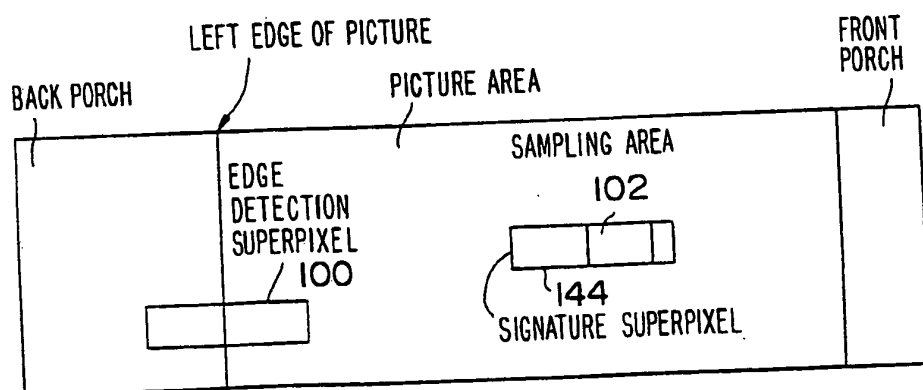 LEFT EDGE OF PICTURE
FRONT
PORCH
BACK PORCH
PICTURE AREA
SAMPLING AREA
EDGE
DETECTION
SUPERPIXEL
100
102
144
SIGNATURE SUPERPIXEL